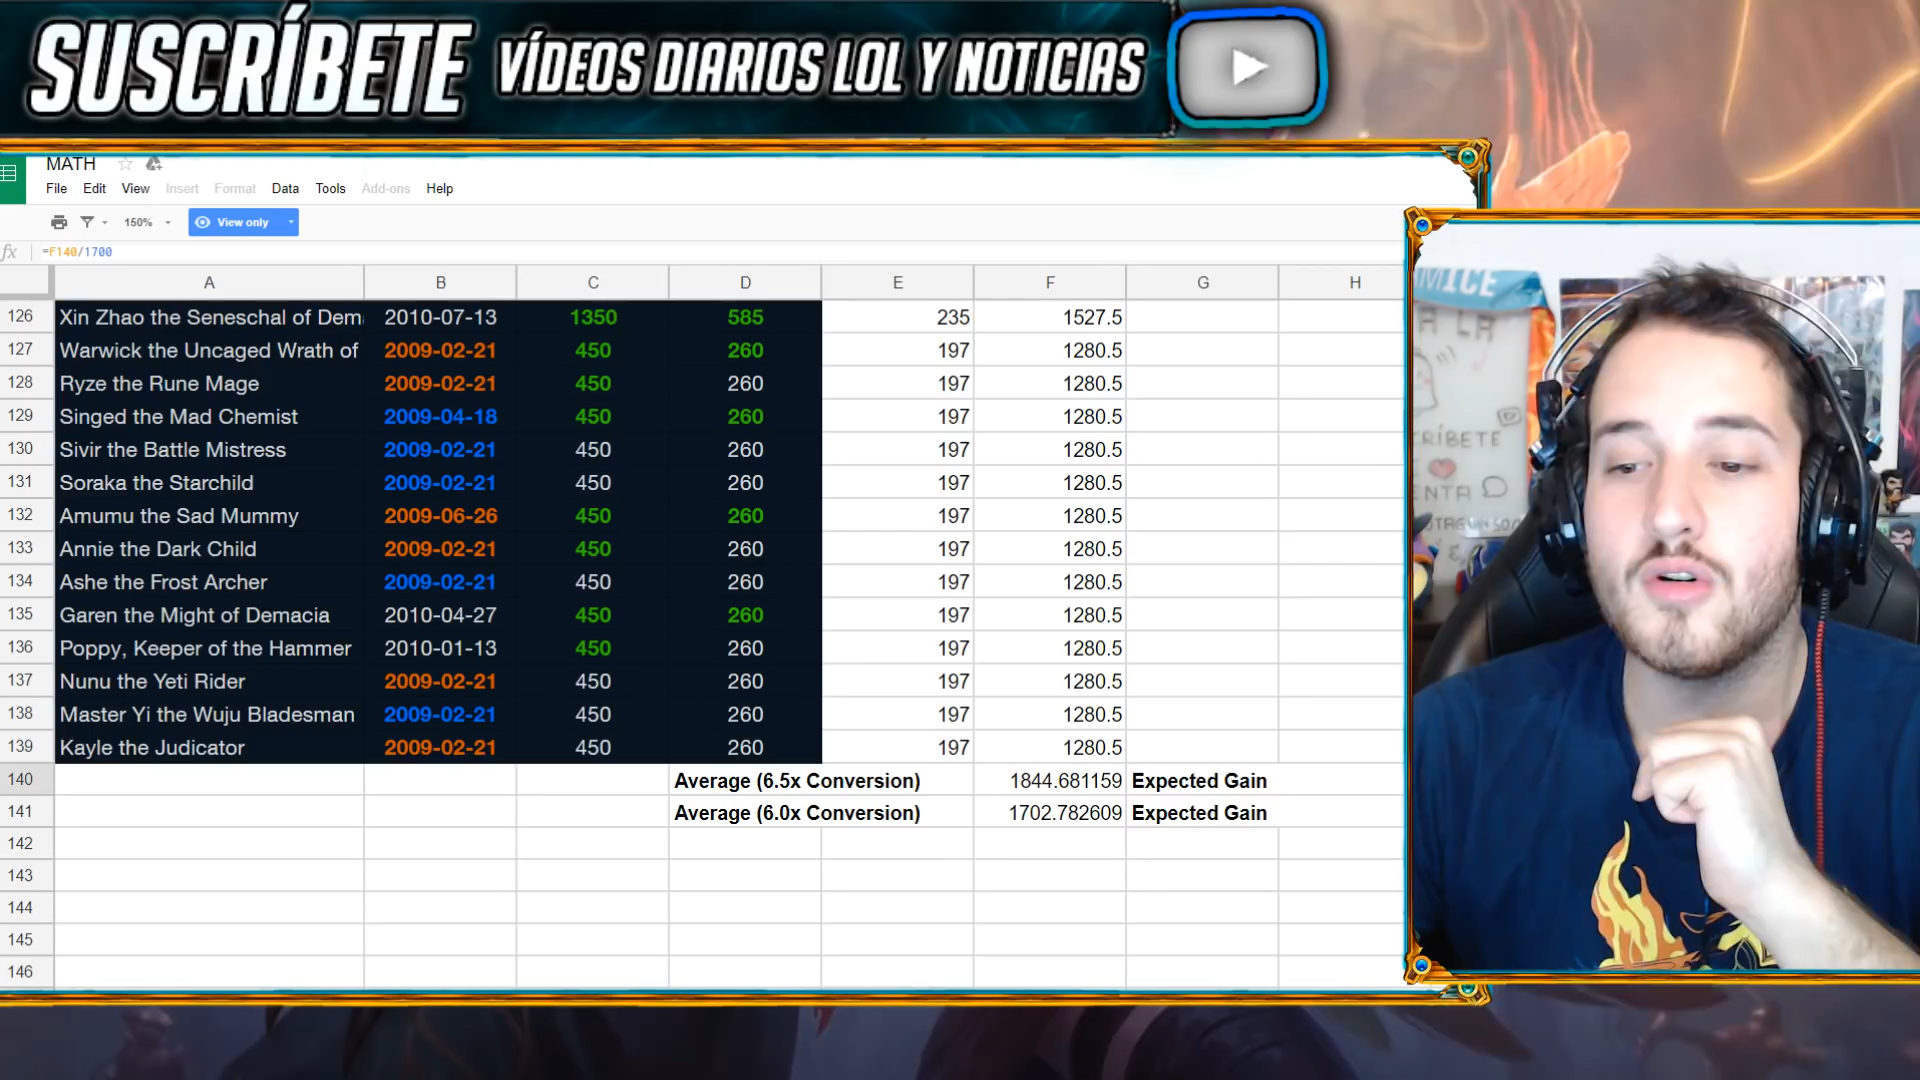 SUSCRÍBETE VÍDEOS DIARIOS LOL Y NOTICIAS
MATH
File Edit View Insert Format Data Tools Add-ons Help
150% View only
fx =F140/1700
A B C D E F G H
126 Xin Zhao the Seneschal of Dem 2010-07-13 1350 585 235 1527.5
127 Warwick the Uncaged Wrath of 2009-02-21 450 260 197 1280.5
128 Ryze the Rune Mage 2009-02-21 450 260 197 1280.5
129 Singed the Mad Chemist 2009-04-18 450 260 197 1280.5
130 Sivir the Battle Mistress 2009-02-21 450 260 197 1280.5
131 Soraka the Starchild 2009-02-21 450 260 197 1280.5
132 Amumu the Sad Mummy 2009-06-26 450 260 197 1280.5
133 Annie the Dark Child 2009-02-21 450 260 197 1280.5
134 Ashe the Frost Archer 2009-02-21 450 260 197 1280.5
135 Garen the Might of Demacia 2010-04-27 450 260 197 1280.5
136 Poppy, Keeper of the Hammer 2010-01-13 450 260 197 1280.5
137 Nunu the Yeti Rider 2009-02-21 450 260 197 1280.5
138 Master Yi the Wuju Bladesman 2009-02-21 450 260 197 1280.5
139 Kayle the Judicator 2009-02-21 450 260 197 1280.5
140 Average (6.5x Conversion) 1844.681159 Expected Gain
141 Average (6.0x Conversion) 1702.782609 Expected Gain
142
143
144
145
146
A LA
CRÍBETE
ENTA